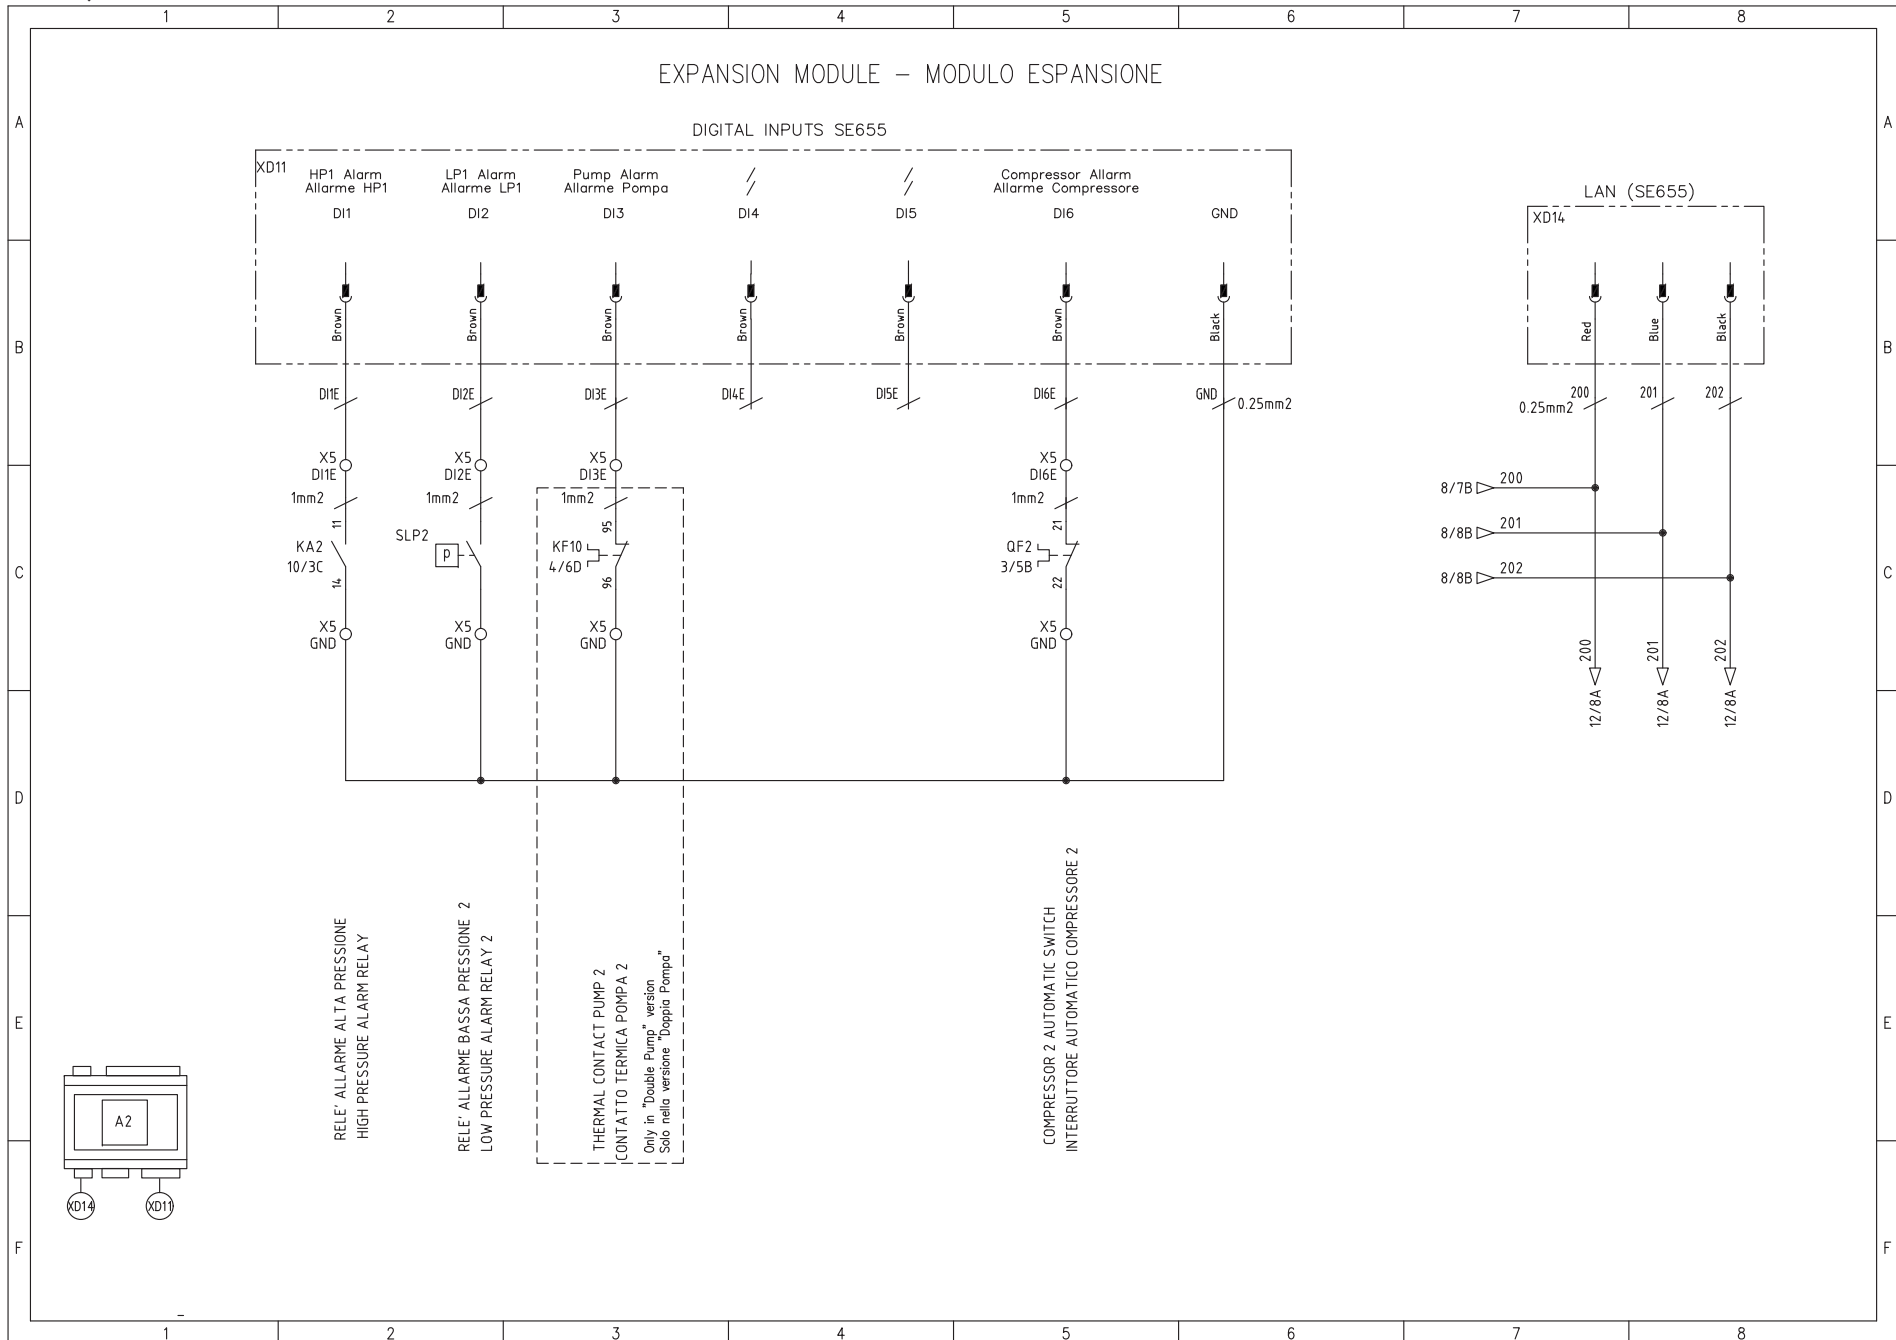 1 2 3 4 5 6 7 8
EXPANSION MODULE – MODULO ESPANSIONE
A A
DIGITAL INPUTS SE655
XD11
HP1 Alarm
Allarme HP1
DI1
LP1 Alarm
Allarme LP1
DI2
Pump Alarm
Allarme Pompa
DI3
//
DI4
//
DI5
Compressor Allarm
Allarme Compressore
DI6
GND
LAN (SE655)
XD14
B B
Brown
Brown
Brown
Brown
Brown
Brown
Black
Red
Blue
Black
DI1E
DI2E
DI3E
DI4E
DI5E
DI6E
GND
0.25mm2
200
0.25mm2
201
202
X5
DI1E
1mm2
X5
DI2E
1mm2
X5
DI3E
1mm2
X5
DI6E
1mm2
C C
11
KA2
10/3C
14
SLP2
P
95
KF10
4/6D
96
21
QF2
3/5B
22
X5
GND
X5
GND
X5
GND
X5
GND
8/7B 200
8/8B 201
8/8B 202
200
201
202
12/8A
12/8A
12/8A
D D
RELE' ALLARME ALTA PRESSIONE
HIGH PRESSURE ALARM RELAY
RELE' ALLARME BASSA PRESSIONE 2
LOW PRESSURE ALARM RELAY 2
THERMAL CONTACT PUMP 2
CONTATTO TERMICA POMPA 2
Only in "Double Pump" version
Solo nella versione "Doppia Pompa"
COMPRESSOR 2 AUTOMATIC SWITCH
INTERRUTTORE AUTOMATICO COMPRESSORE 2
E E
A2
XD14
XD11
F F
–
1 2 3 4 5 6 7 8